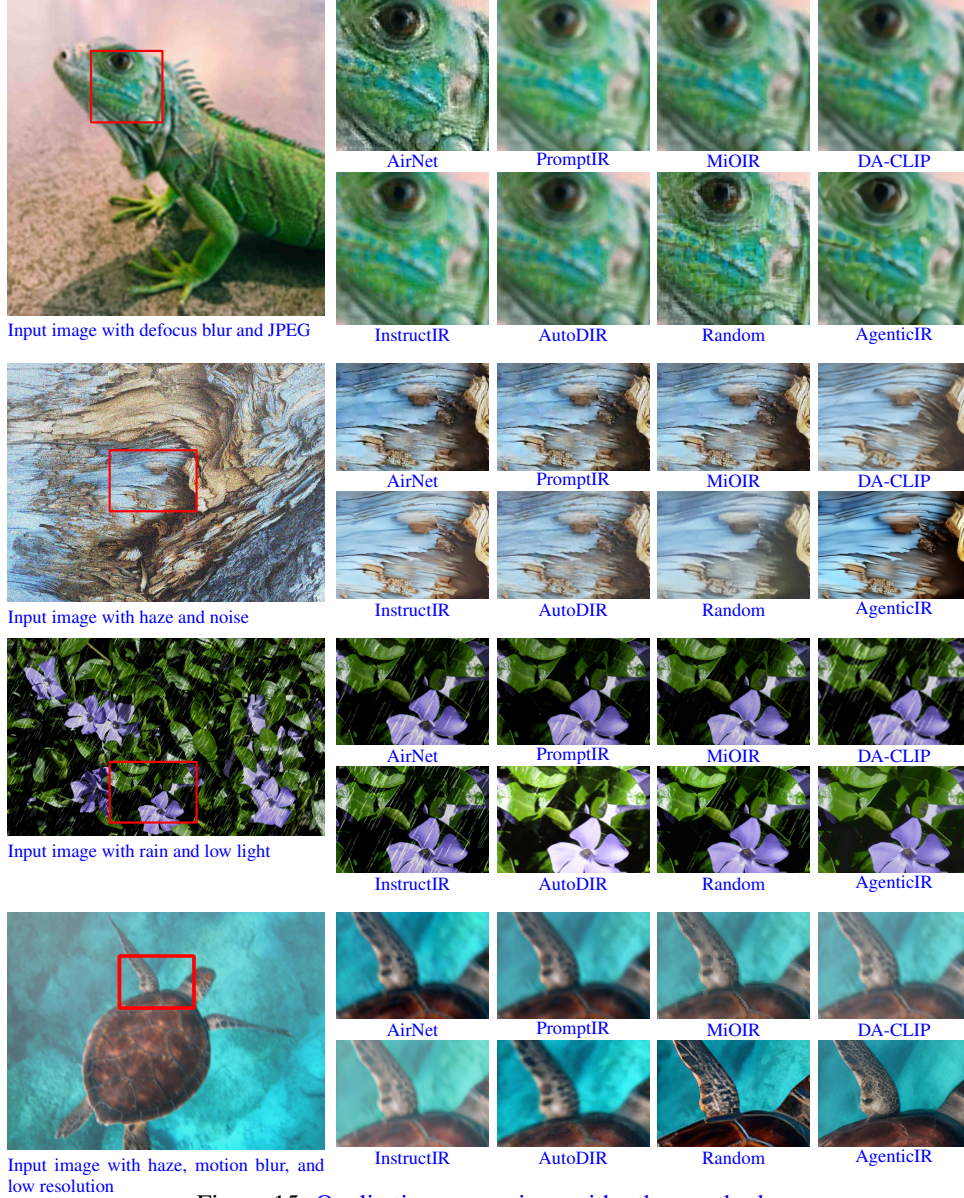 AirNet PromptIR MiOIR DA-CLIP
InstructIR AutoDIR Random AgenticIR
Input image with defocus blur and JPEG
AirNet PromptIR MiOIR DA-CLIP
InstructIR AutoDIR Random AgenticIR
Input image with haze and noise
AirNet PromptIR MiOIR DA-CLIP
Input image with rain and low light
InstructIR AutoDIR Random AgenticIR
AirNet PromptIR MiOIR DA-CLIP
InstructIR AutoDIR Random AgenticIR
Input image with haze, motion blur, and
low resolution